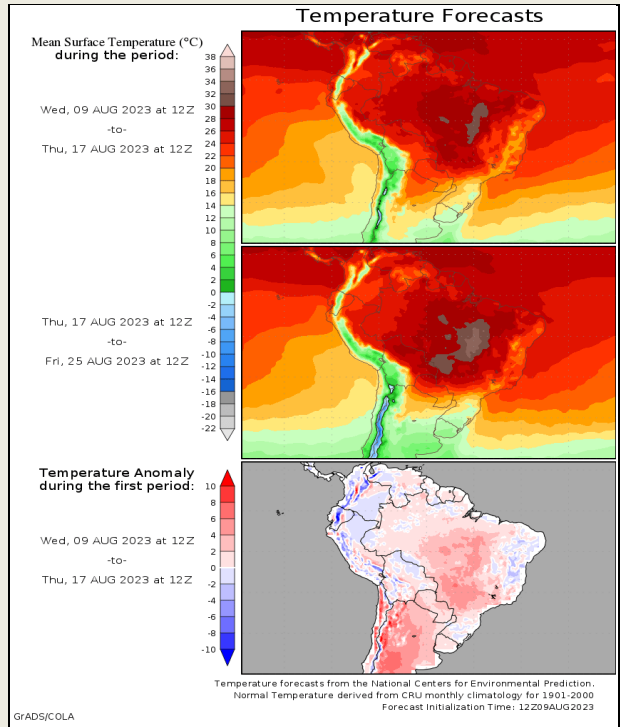 Temperature Forecasts
Mean Surface Temperature (°C)
during the period:
38
36
34
32
30
28
26
24
22
20
18
16
14
12
10
8
6
4
2
0
-2
-4
-6
-8
-10
-12
-14
-16
-18
-20
-22
Wed, 09 AUG 2023 at 12Z
-to-
Thu, 17 AUG 2023 at 12Z
Thu, 17 AUG 2023 at 12Z
-to-
Fri, 25 AUG 2023 at 12Z
Temperature Anomaly
during the first period:
10
8
6
4
2
0
-2
-4
-6
-8
-10
Wed, 09 AUG 2023 at 12Z
-to-
Thu, 17 AUG 2023 at 12Z
Temperature forecasts from the National Centers for Environmental Prediction.
Normal Temperature derived from CRU monthly climatology for 1901-2000
Forecast Initialization Time: 12Z09AUG2023
GrADS/COLA